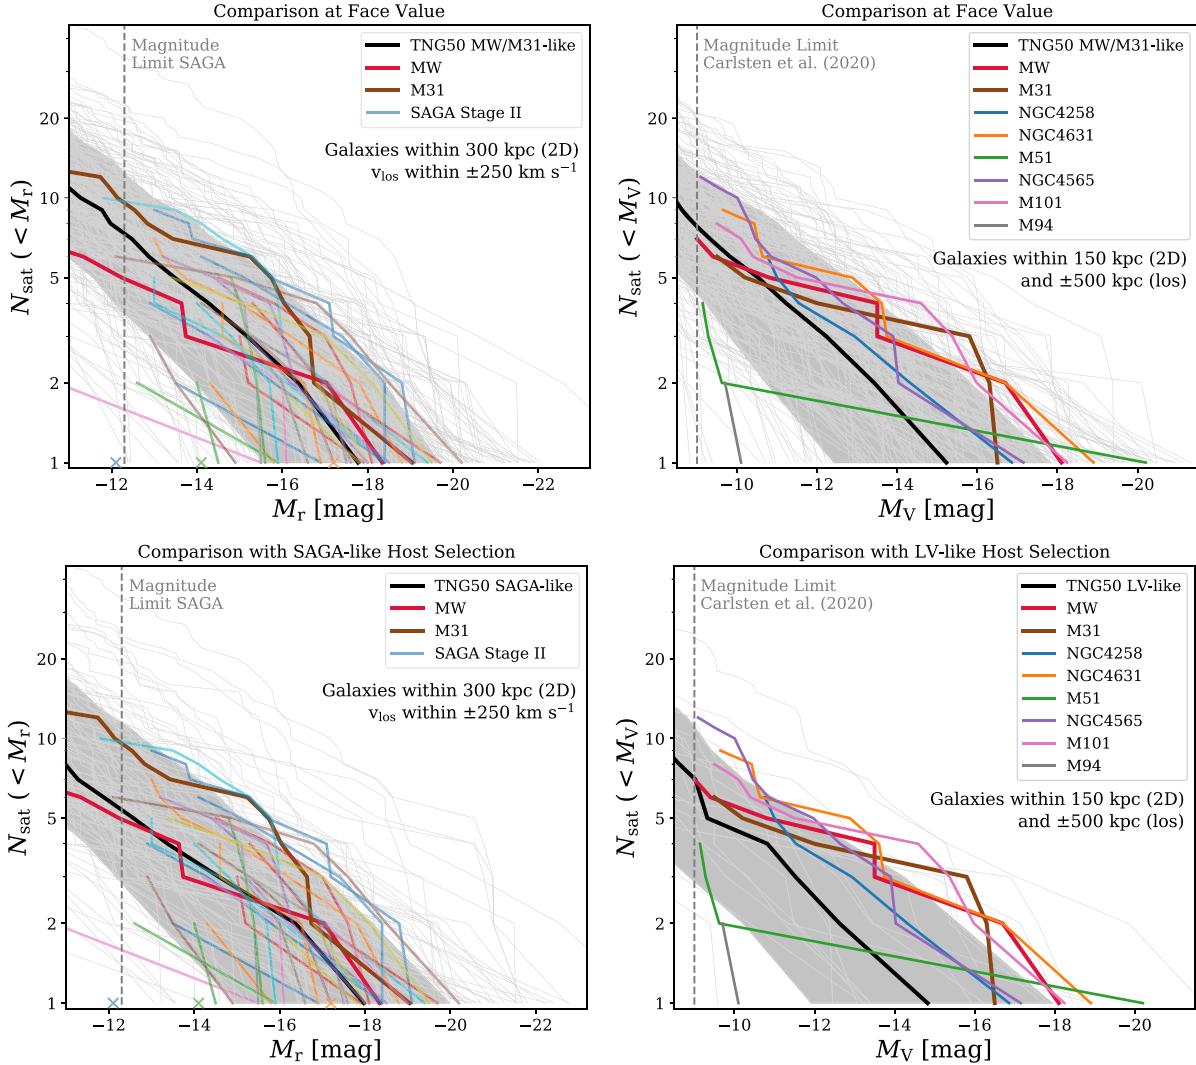 Comparison at Face Value
Magnitude
Limit SAGA
TNG50 MW/M31-like
MW
M31
SAGA Stage II
Galaxies within 300 kpc (2D)
v_los within ±250 km s⁻¹
20
10
5
2
1
N_sat ( < M_r)
−12 −14 −16 −18 −20 −22
M_r [mag]
Comparison at Face Value
Magnitude Limit
Carlsten et al. (2020)
TNG50 MW/M31-like
MW
M31
NGC4258
NGC4631
M51
NGC4565
M101
M94
Galaxies within 150 kpc (2D)
and ±500 kpc (los)
20
10
5
2
1
N_sat ( < M_V)
−10 −12 −14 −16 −18 −20
M_V [mag]
Comparison with SAGA-like Host Selection
Magnitude
Limit SAGA
TNG50 SAGA-like
MW
M31
SAGA Stage II
Galaxies within 300 kpc (2D)
v_los within ±250 km s⁻¹
20
10
5
2
1
N_sat ( < M_r)
−12 −14 −16 −18 −20 −22
M_r [mag]
Comparison with LV-like Host Selection
Magnitude Limit
Carlsten et al. (2020)
TNG50 LV-like
MW
M31
NGC4258
NGC4631
M51
NGC4565
M101
M94
Galaxies within 150 kpc (2D)
and ±500 kpc (los)
20
10
5
2
1
N_sat ( < M_V)
−10 −12 −14 −16 −18 −20
M_V [mag]